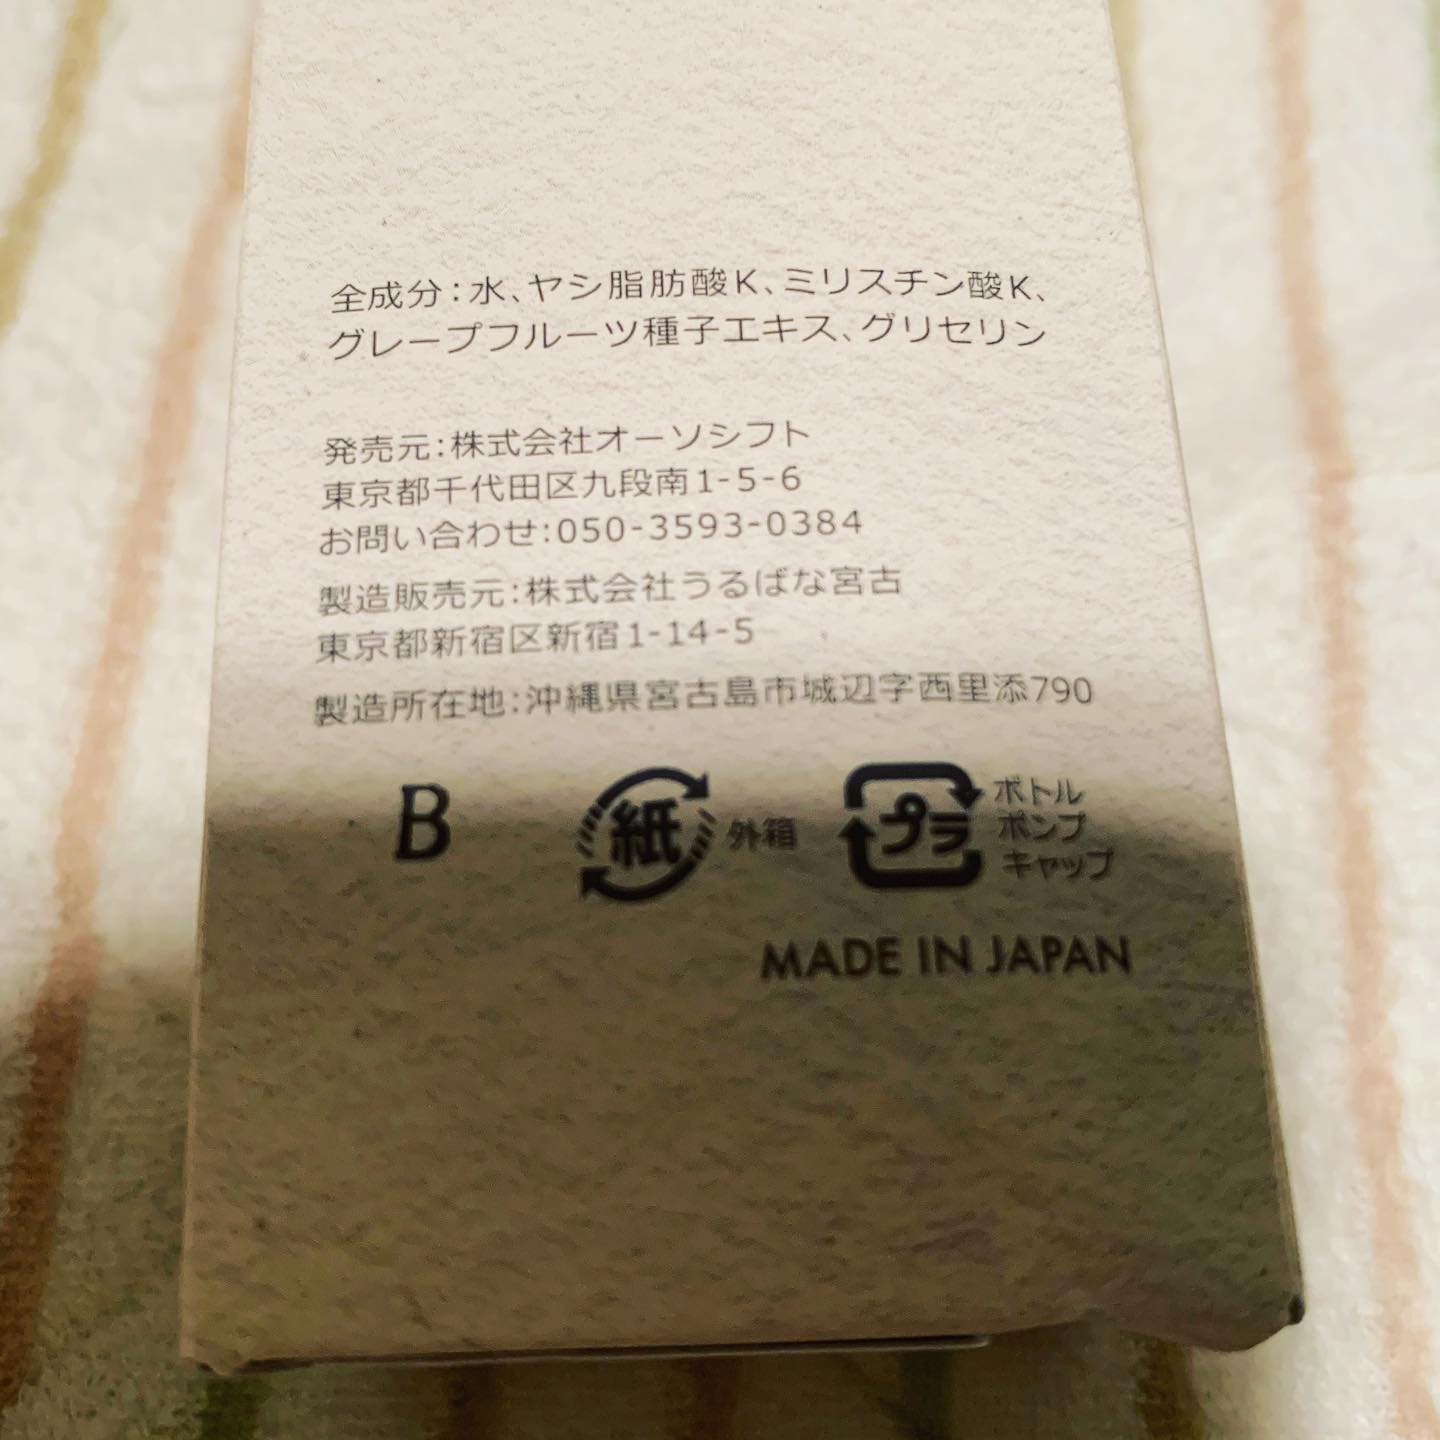 全成分：水、ヤシ脂肪酸K、ミリスチン酸K、
グレープフルーツ種子エキス、グリセリン
発売元：株式会社オーソシフト
東京都千代田区九段南1-5-6
お問い合わせ：050-3593-0384
製造販売元：株式会社うるばな宮古
東京都新宿区新宿1-14-5
製造所在地：沖縄県宮古島市城辺字西里添790
B
紙
外箱
プラ
ボトル
ポンプ
キャップ
MADE IN JAPAN